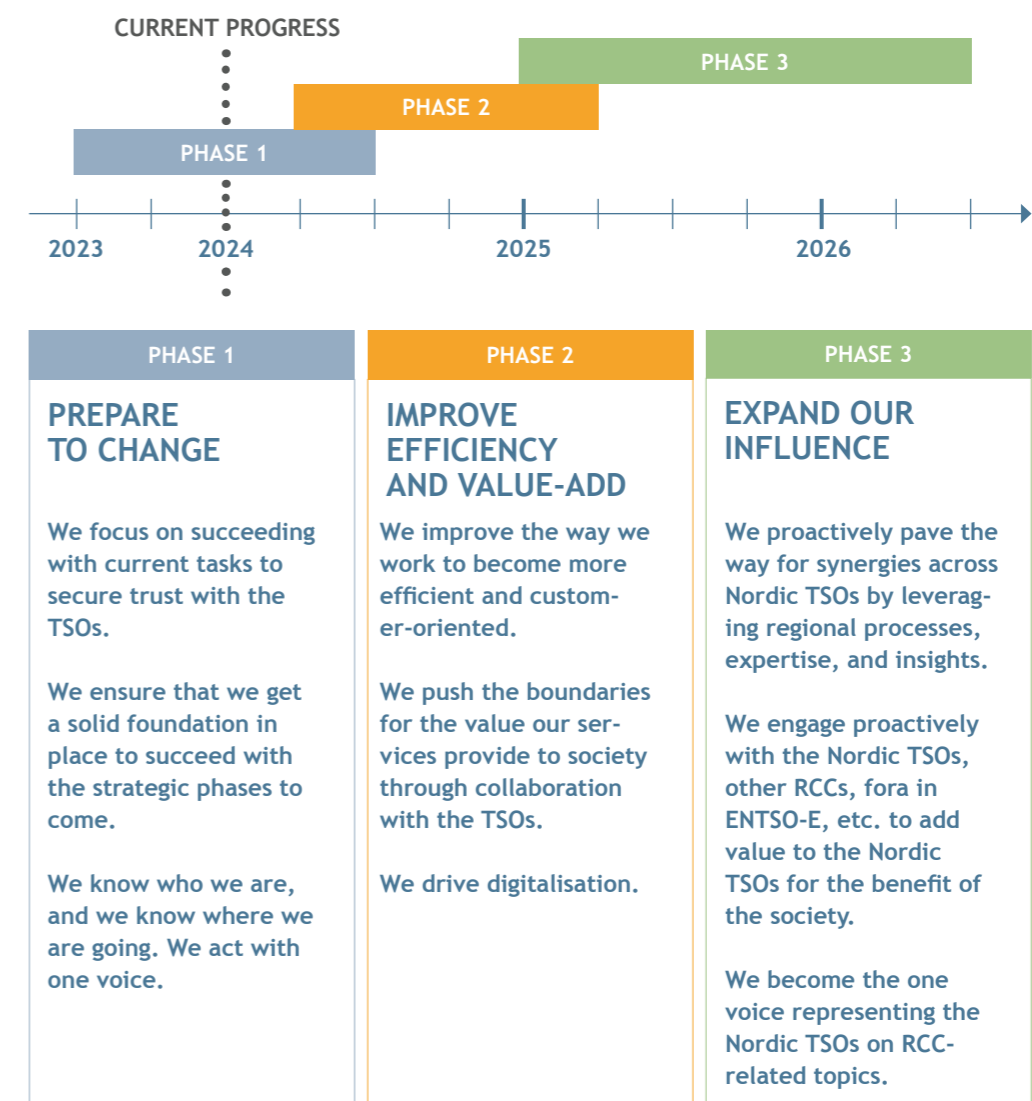 CURRENT PROGRESS
PHASE 3
PHASE 2
PHASE 1
2023
2024
2025
2026
PHASE 1
PREPARE
TO CHANGE
We focus on succeeding
with current tasks to
secure trust with the
TSOs.
We ensure that we get
a solid foundation in
place to succeed with
the strategic phases to
come.
We know who we are,
and we know where we
are going. We act with
one voice.
PHASE 2
IMPROVE
EFFICIENCY
AND VALUE-ADD
We improve the way we
work to become more
efficient and custom-
er-oriented.
We push the boundaries
for the value our ser-
vices provide to society
through collaboration
with the TSOs.
We drive digitalisation.
PHASE 3
EXPAND OUR
INFLUENCE
We proactively pave the
way for synergies across
Nordic TSOs by leverag-
ing regional processes,
expertise, and insights.
We engage proactively
with the Nordic TSOs,
other RCCs, fora in
ENTSO-E, etc. to add
value to the Nordic
TSOs for the benefit of
the society.
We become the one
voice representing the
Nordic TSOs on RCC-
related topics.